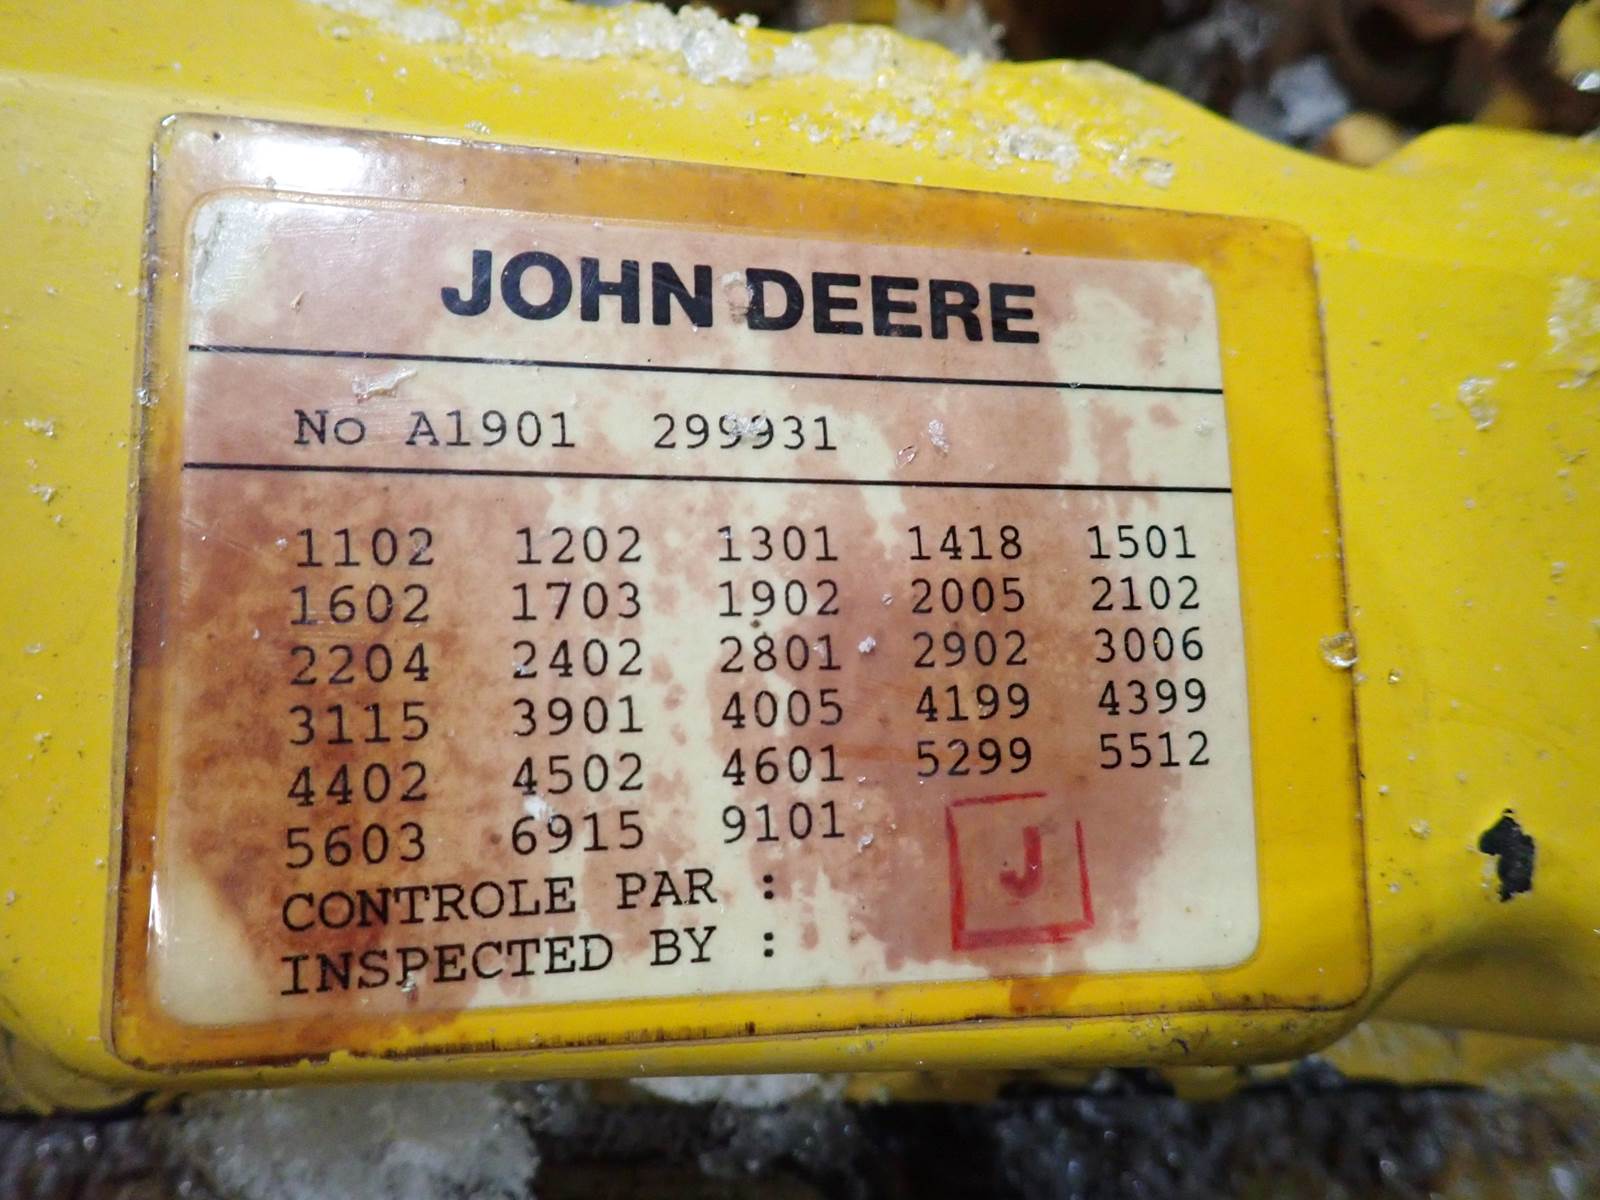 JOHN DEERE
No A1901 299931
1102 1202 1301 1418 1501
1602 1703 1902 2005 2102
2204 2402 2801 2902 3006
3115 3901 4005 4199 4399
4402 4502 4601 5299 5512
5603 6915 9101
CONTROLE PAR :
INSPECTED BY :
J